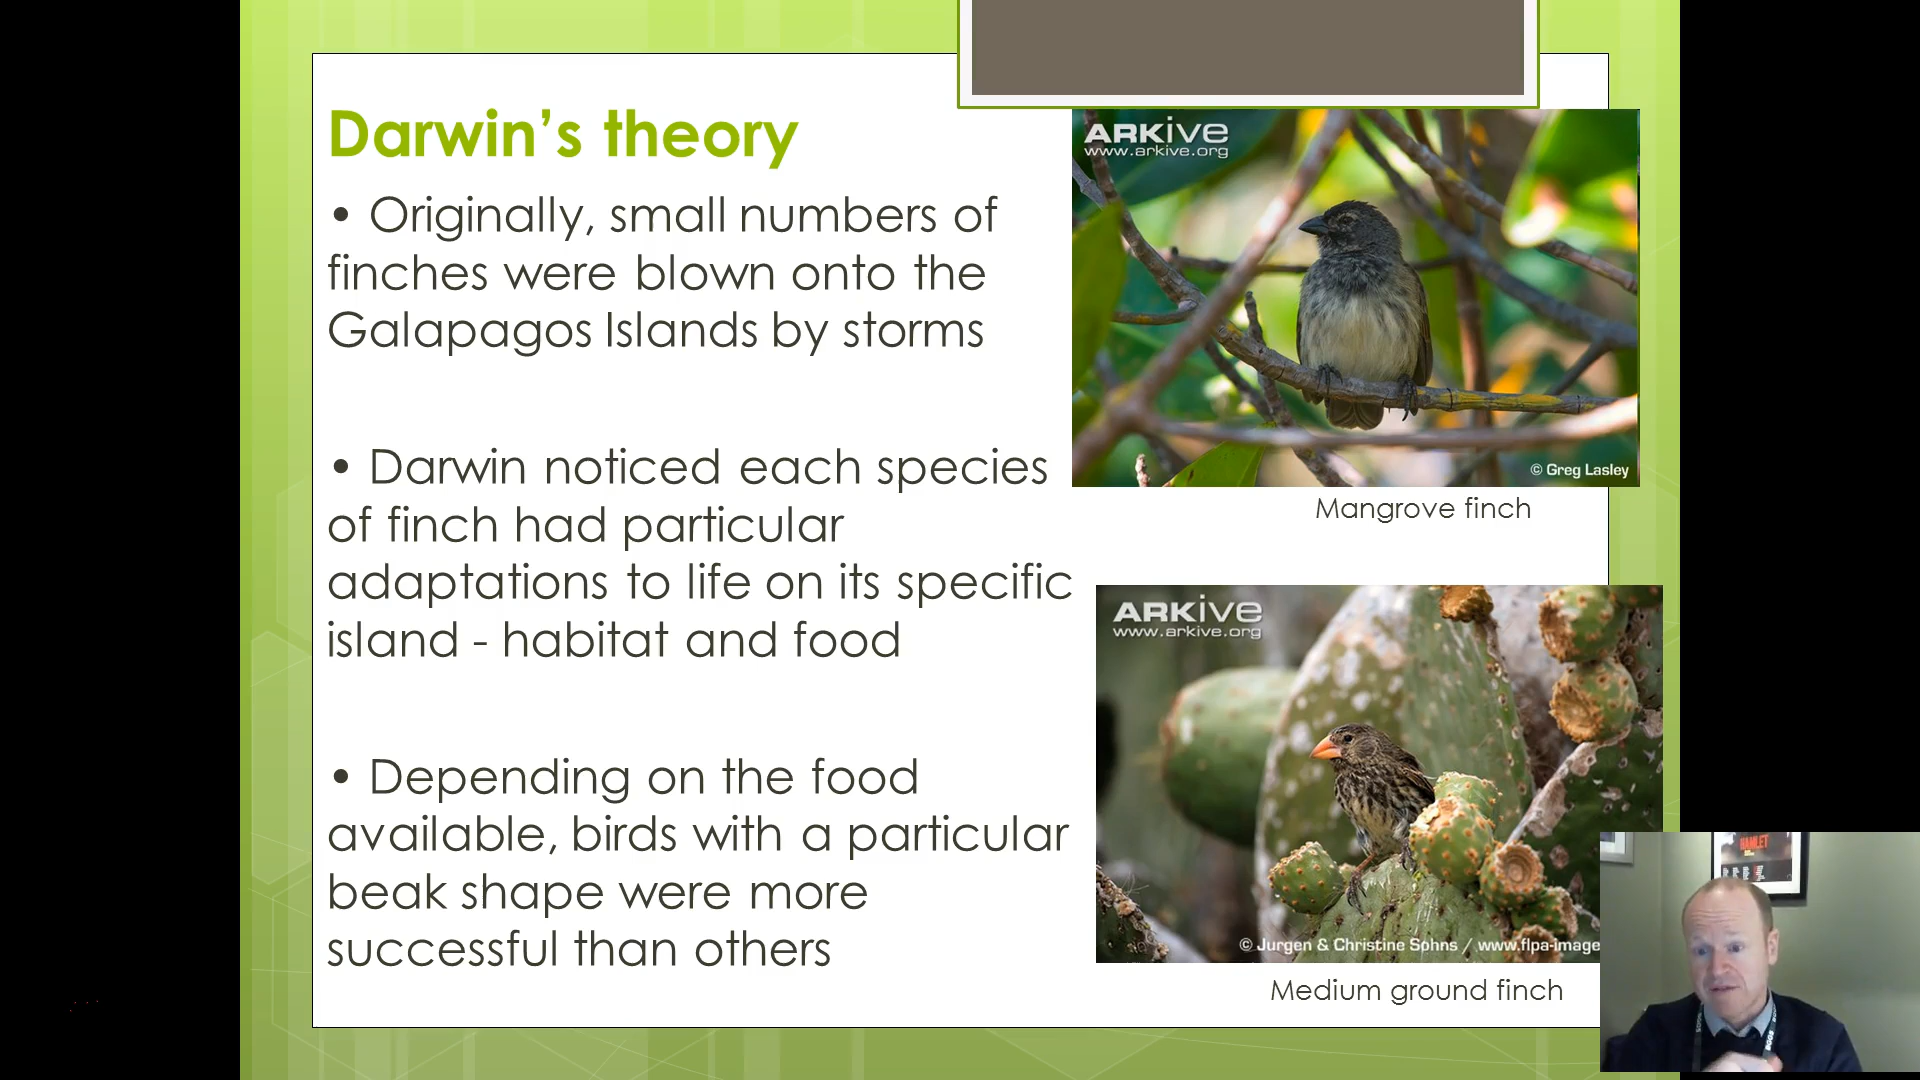 Darwin’s theory
• Originally, small numbers of
finches were blown onto the
Galapagos Islands by storms
• Darwin noticed each species
of finch had particular
adaptations to life on its specific
island - habitat and food
• Depending on the food
available, birds with a particular
beak shape were more
successful than others
ARKive
www.arkive.org
© Greg Lasley
Mangrove finch
ARKive
www.arkive.org
© Jurgen & Christine Sohns / www.flpa-image
Medium ground finch
HAMLET